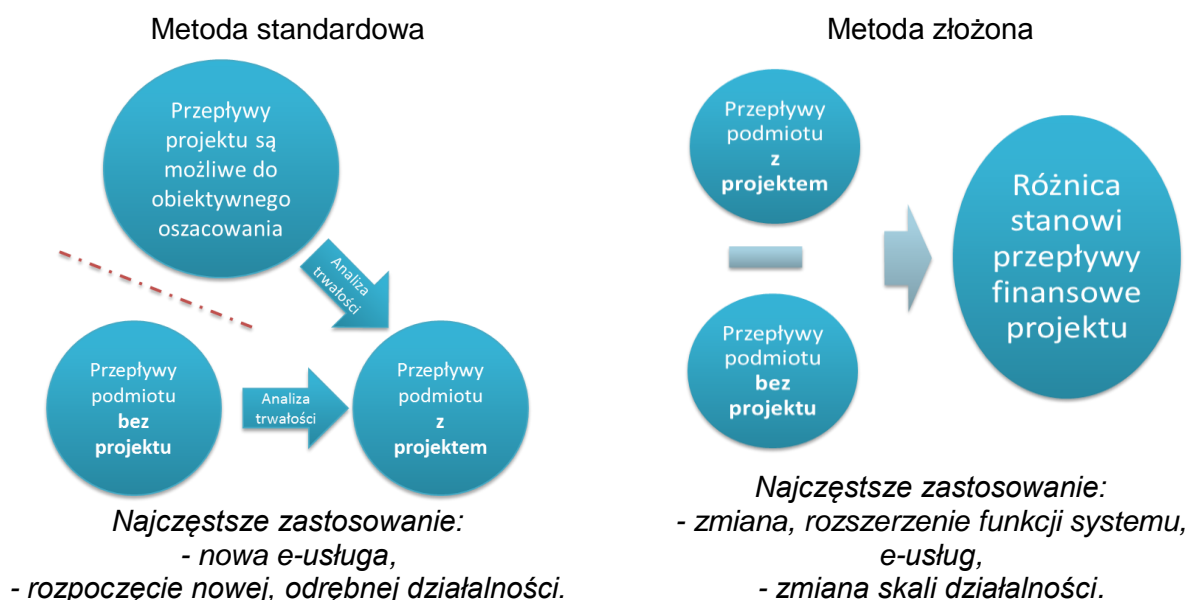 Metoda standardowa
Przepływy
projektu są
możliwe do
obiektywnego
oszacowania
Analiza
trwałości
Przepływy
podmiotu
bez
projektu
Analiza
trwałości
Przepływy
podmiotu
z
projektem
Najczęstsze zastosowanie:
- nowa e-usługa,
- rozpoczęcie nowej, odrębnej działalności.
Metoda złożona
Przepływy
podmiotu
z
projektem
Przepływy
podmiotu
bez
projektu
Różnica
stanowi
przepływy
finansowe
projektu
Najczęstsze zastosowanie:
- zmiana, rozszerzenie funkcji systemu,
e-usług,
- zmiana skali działalności.